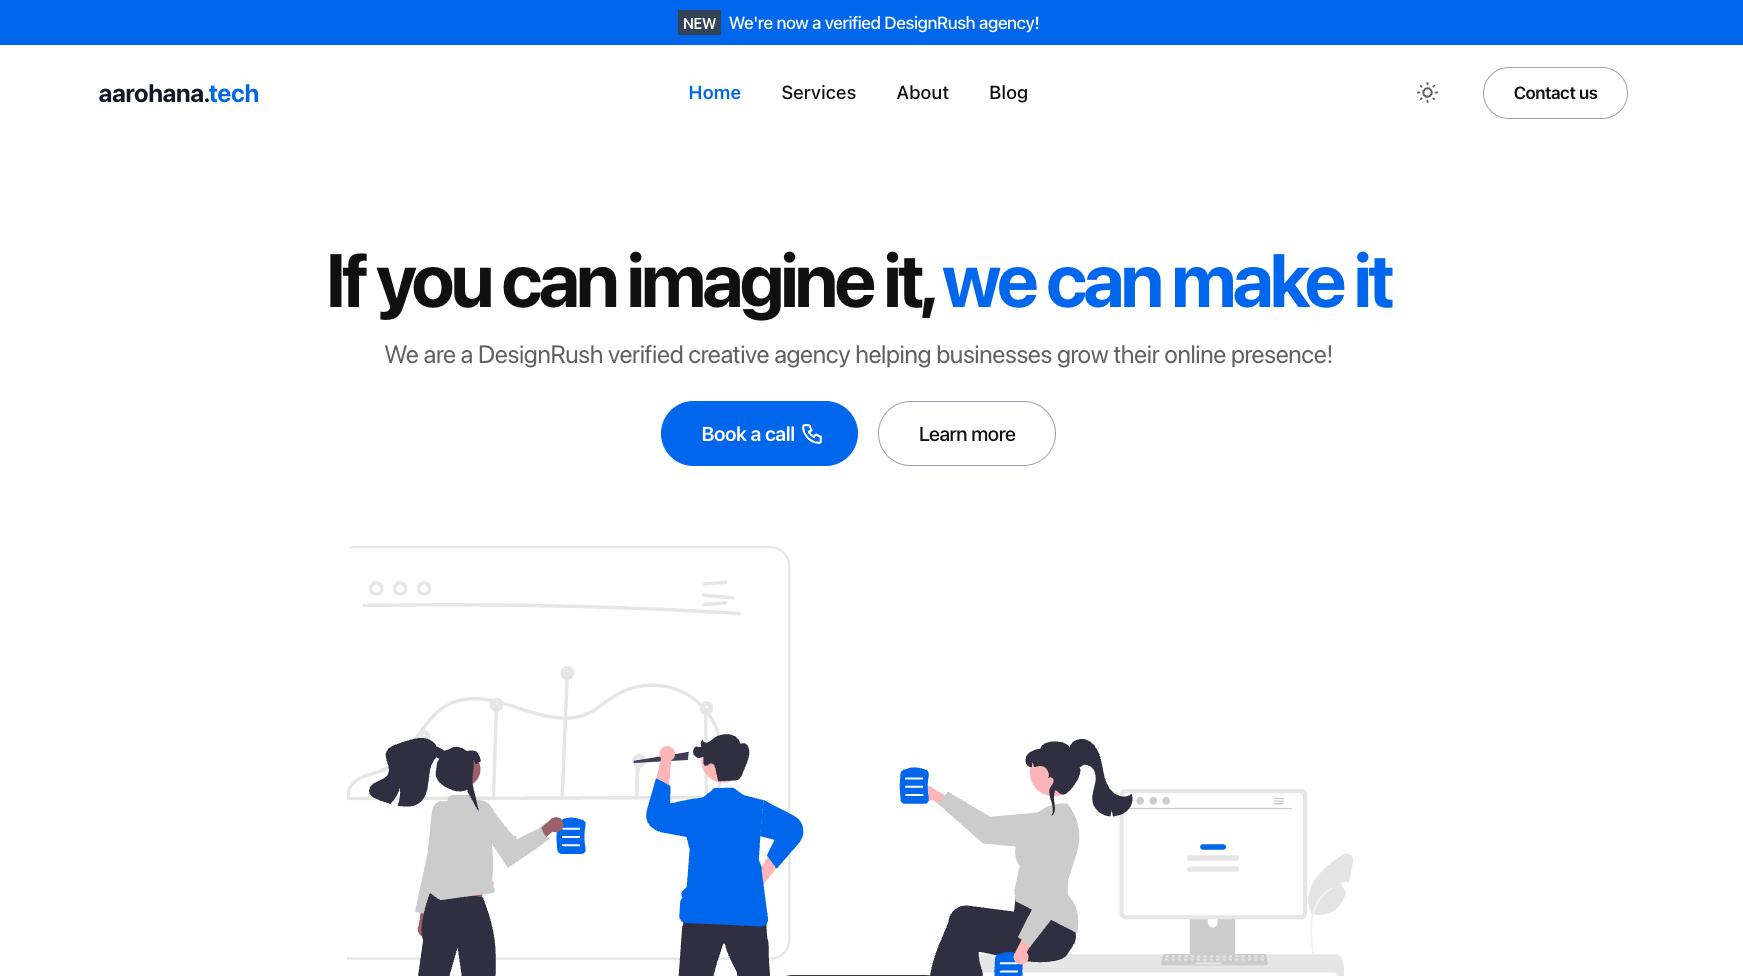 NEW We're now a verified DesignRush agency!
aarohana.tech Home Services About Blog Contact us
If you can imagine it, we can make it
We are a DesignRush verified creative agency helping businesses grow their online presence!
Book a call Learn more